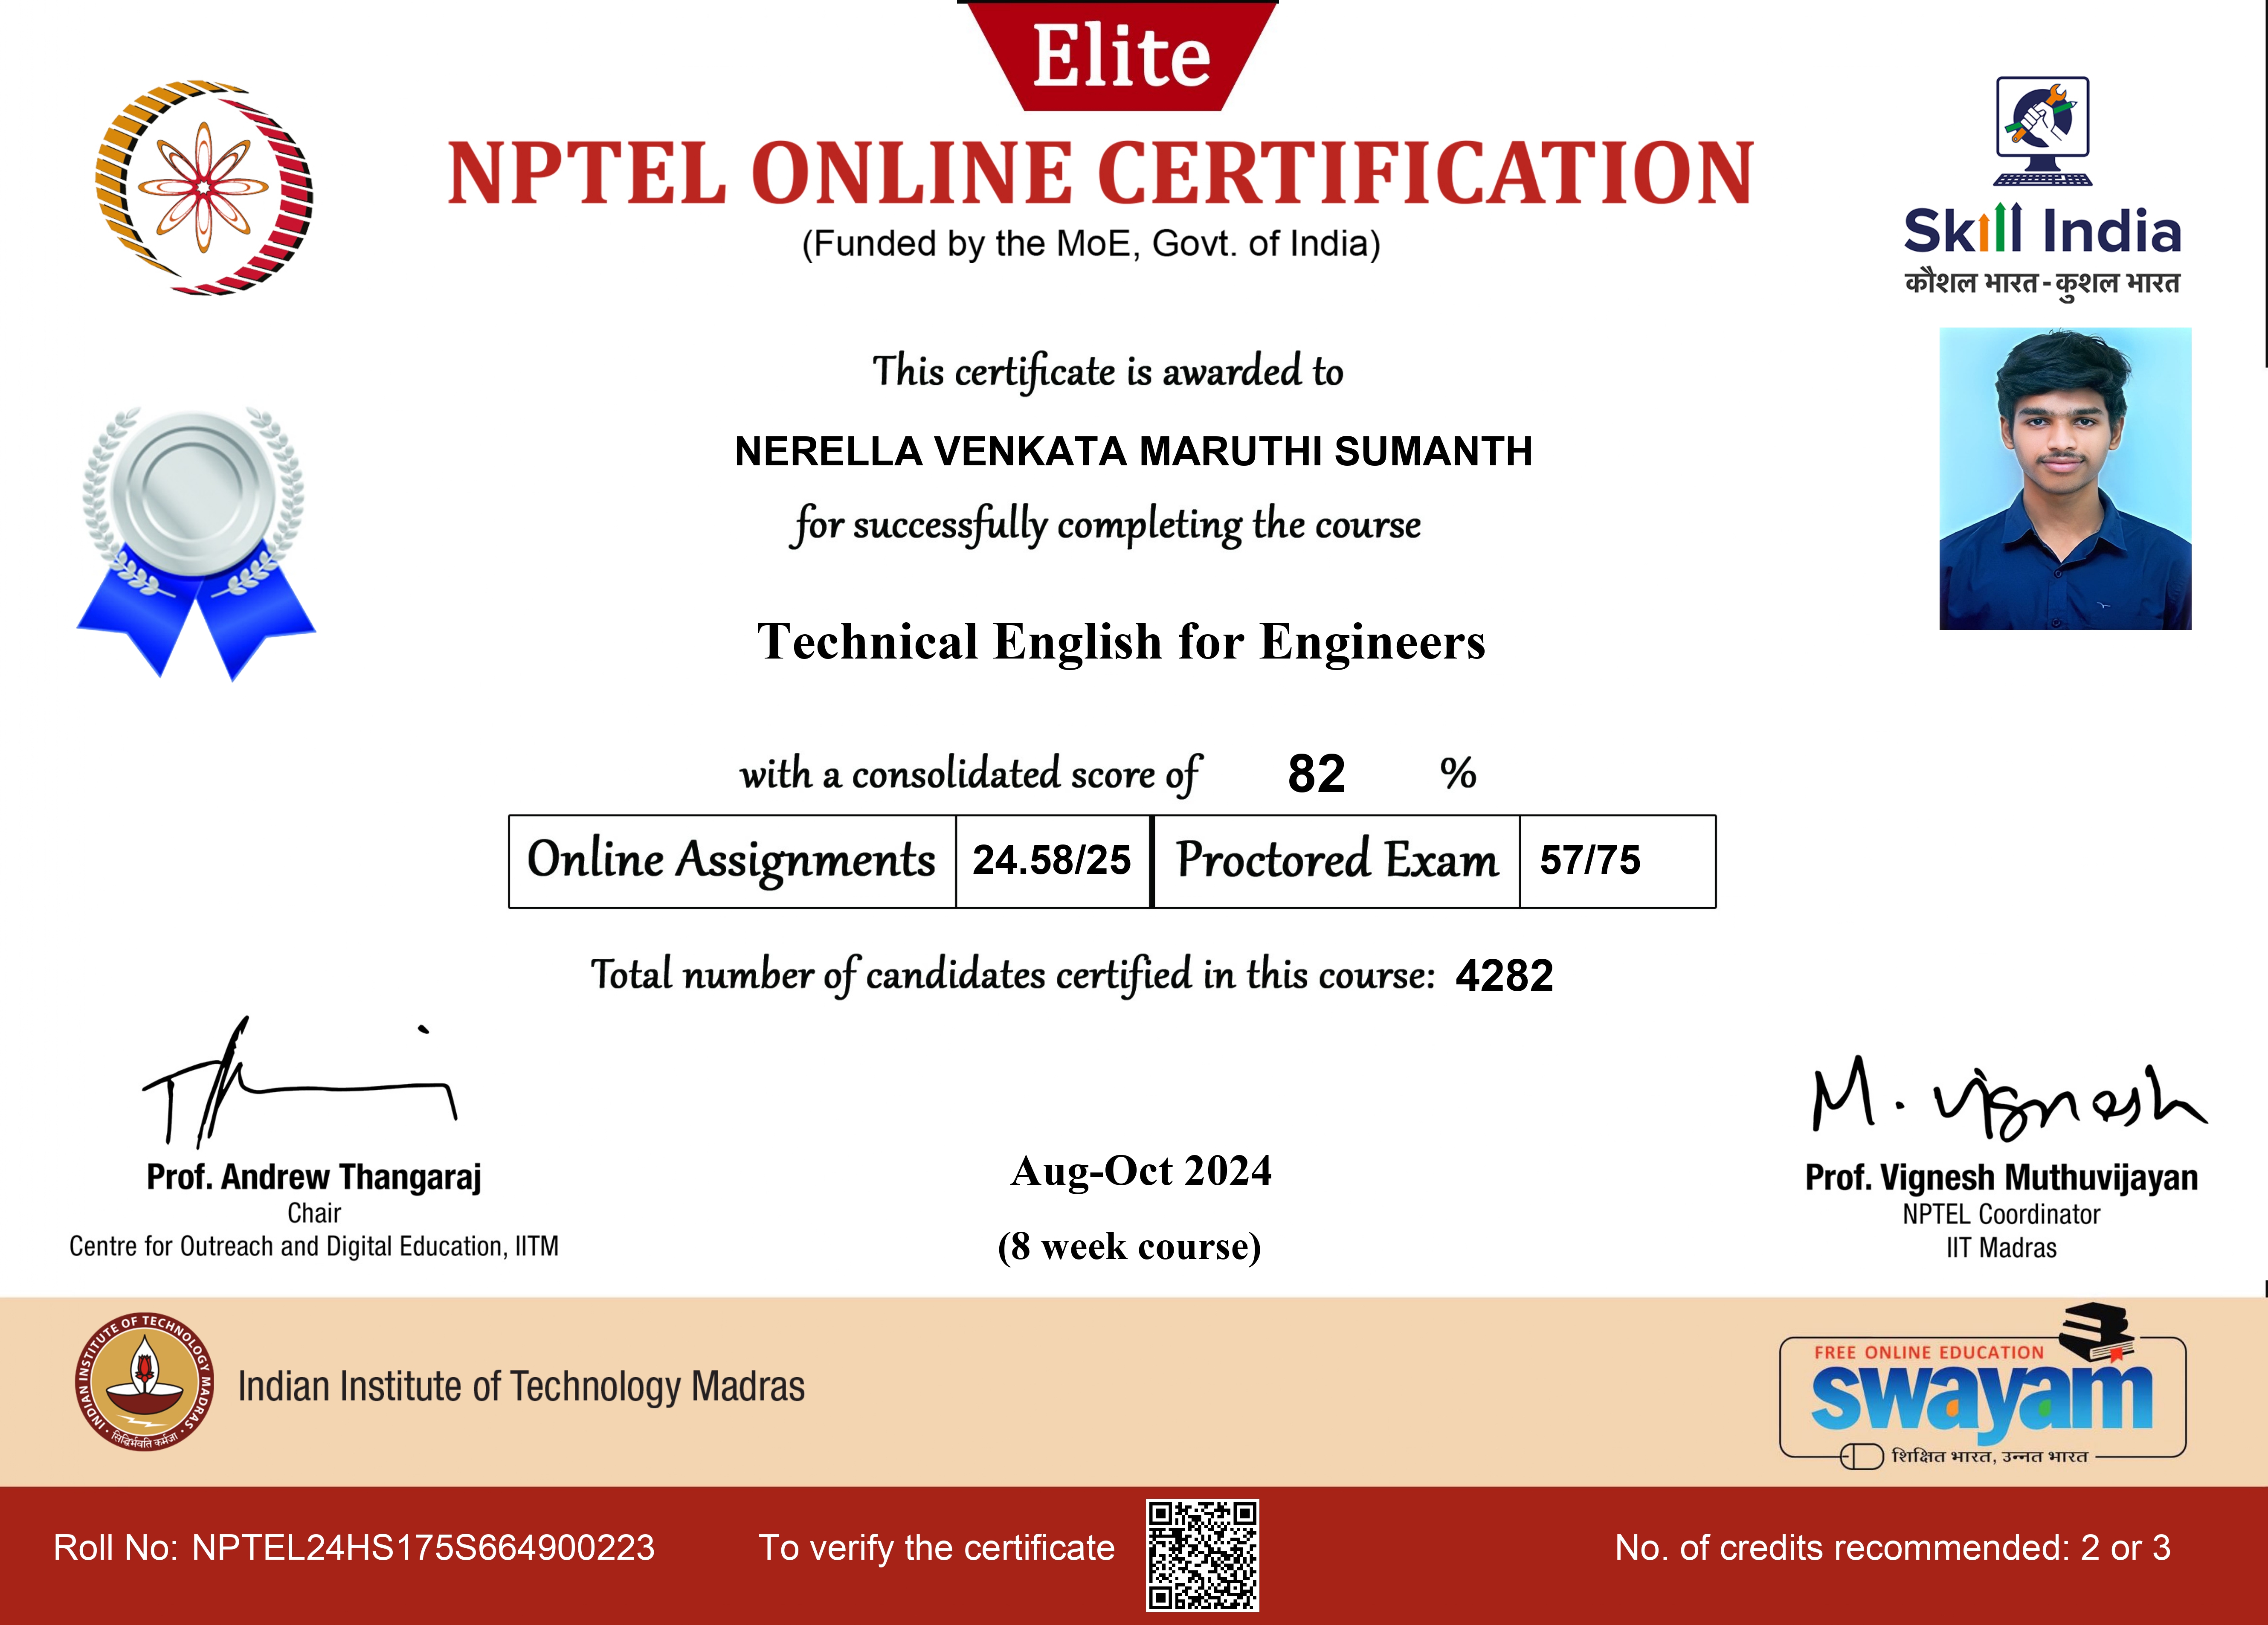 Elite
NPTEL ONLINE CERTIFICATION
(Funded by the MoE, Govt. of India)
Skill India
कौशल भारत - कुशल भारत
This certificate is awarded to
NERELLA VENKATA MARUTHI SUMANTH
for successfully completing the course
Technical English for Engineers
with a consolidated score of 82 %
Online Assignments 24.58/25 Proctored Exam 57/75
Total number of candidates certified in this course: 4282
M. Vignesh
Prof. Andrew Thangaraj
Chair
Centre for Outreach and Digital Education, IITM
Aug-Oct 2024
(8 week course)
Prof. Vignesh Muthuvijayan
NPTEL Coordinator
IIT Madras
INDIAN INSTITUTE OF TECHNOLOGY MADRAS
सिद्धिर्भवति कर्मजा
Indian Institute of Technology Madras
FREE ONLINE EDUCATION
swayam
शिक्षित भारत, उन्नत भारत
Roll No: NPTEL24HS175S664900223
To verify the certificate
No. of credits recommended: 2 or 3